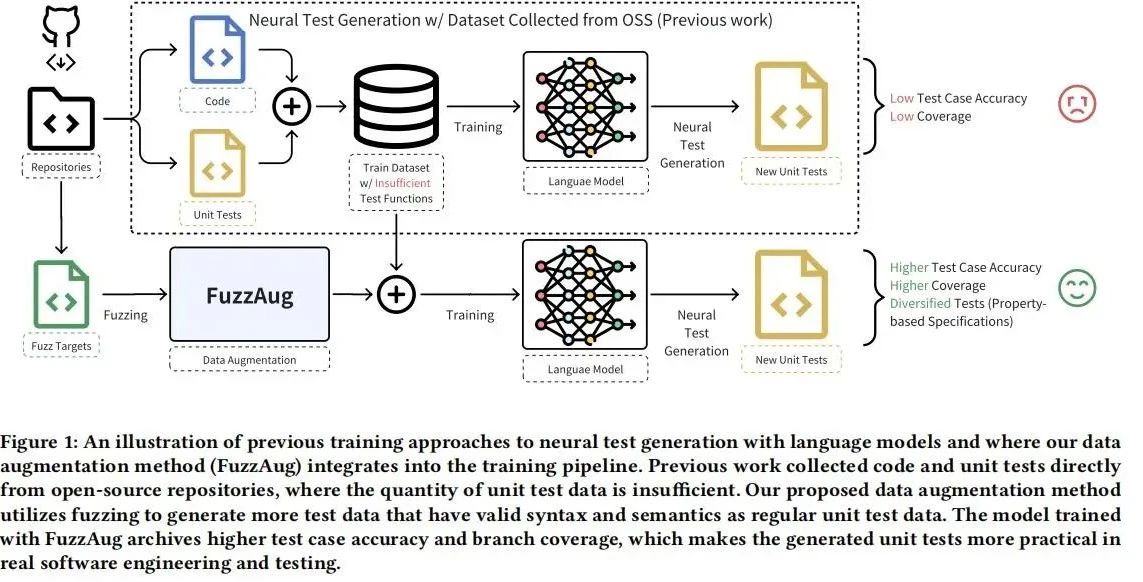 Neural Test Generation w/ Dataset Collected from OSS (Previous work)
Code
Unit Tests
Repositories
Train Dataset
w/ Insufficient
Test Functions
Training
Languae Model
Neural
Test
Generation
New Unit Tests
Low Test Case Accuracy
Low Coverage
Fuzz Targets
Fuzzing
FuzzAug
Data Augmentation
Training
Languae Model
Neural
Test
Generation
New Unit Tests
Higher Test Case Accuracy
Higher Coverage
Diversified Tests (Property-
based Specifications)
Figure 1: An illustration of previous training approaches to neural test generation with language models and where our data
augmentation method (FuzzAug) integrates into the training pipeline. Previous work collected code and unit tests directly
from open-source repositories, where the quantity of unit test data is insufficient. Our proposed data augmentation method
utilizes fuzzing to generate more test data that have valid syntax and semantics as regular unit test data. The model trained
with FuzzAug archives higher test case accuracy and branch coverage, which makes the generated unit tests more practical in
real software engineering and testing.